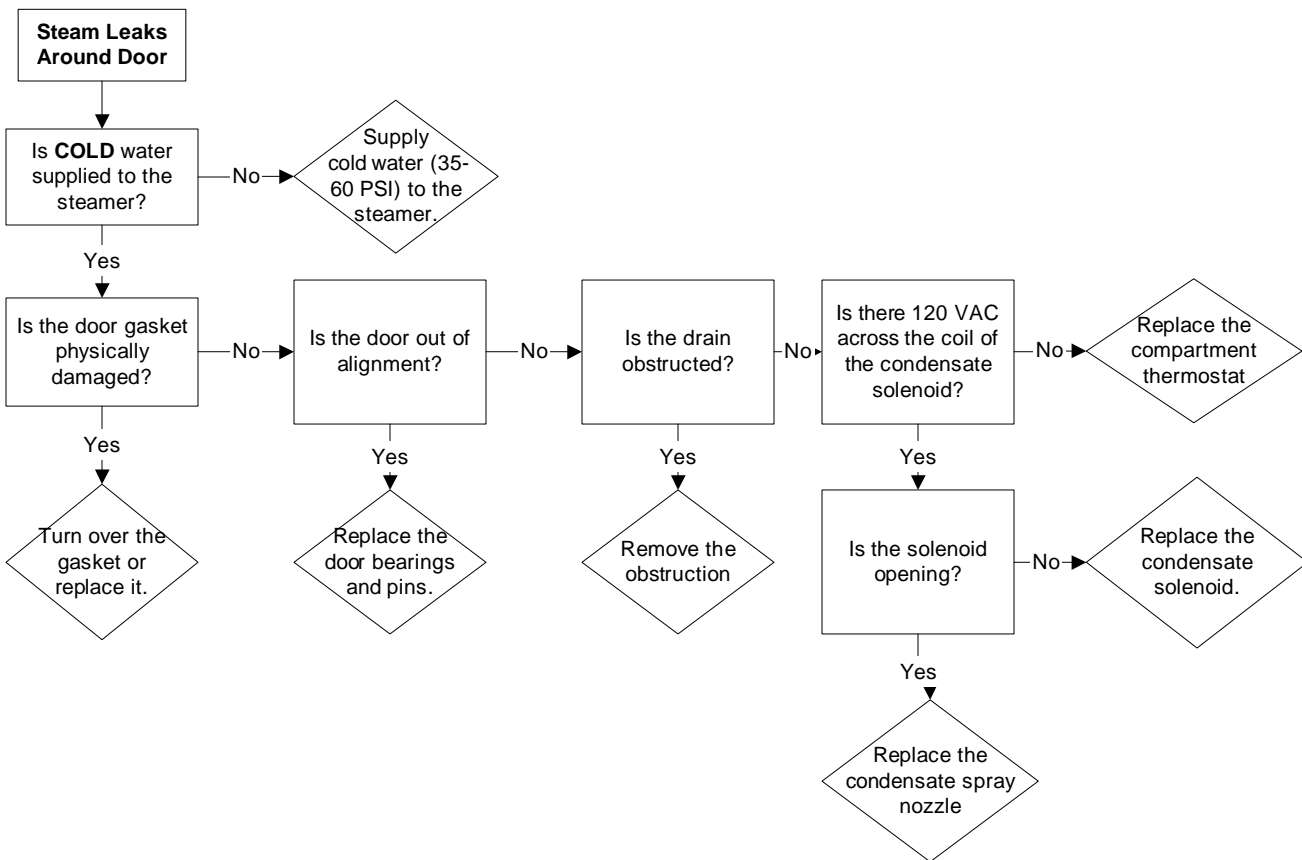 Steam Leaks
Around Door
Is COLD water
supplied to the
steamer?
No
Supply
cold water (35-
60 PSI) to the
steamer.
Yes
Is the door gasket
physically
damaged?
No
Is the door out of
alignment?
No
Is the drain
obstructed?
No
Is there 120 VAC
across the coil of
the condensate
solenoid?
No
Replace the
compartment
thermostat
Yes
Yes
Yes
Yes
Turn over the
gasket or
replace it.
Replace the
door bearings
and pins.
Remove the
obstruction
Is the solenoid
opening?
No
Replace the
condensate
solenoid.
Yes
Replace the
condensate spray
nozzle